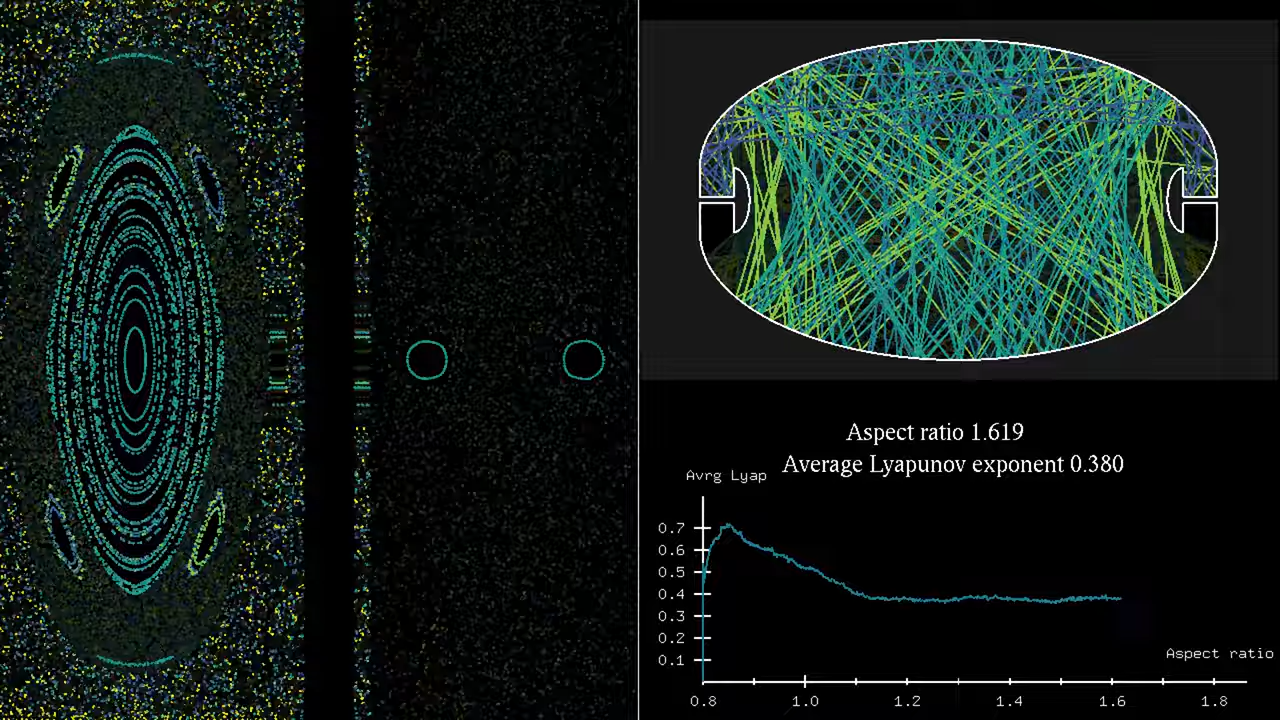 Aspect ratio 1.619
Average Lyapunov exponent 0.380
Avrg Lyap
0.7
0.6
0.5
0.4
0.3
0.2
0.1
Aspect ratio
0.8 1.0 1.2 1.4 1.6 1.8